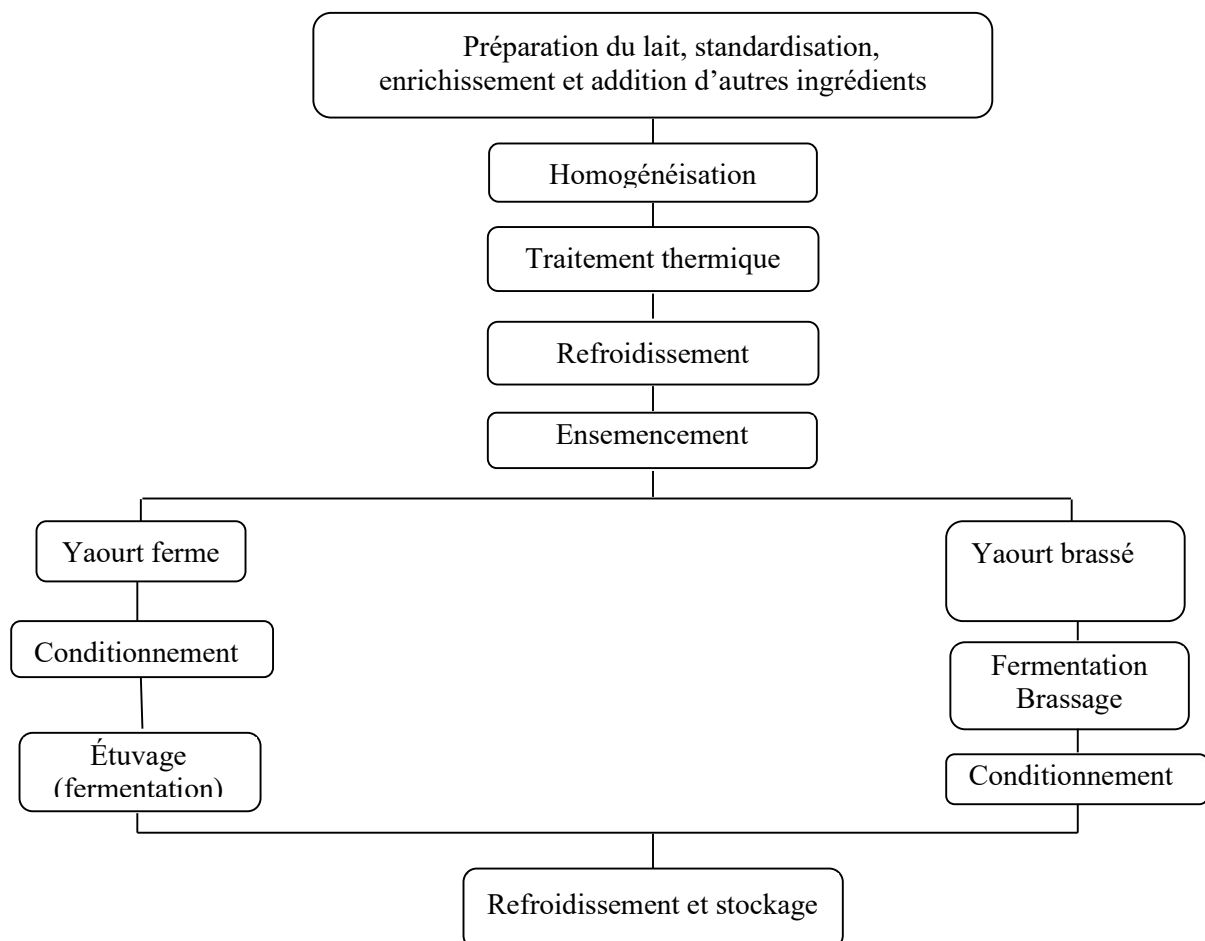 Préparation du lait, standardisation,
enrichissement et addition d’autres ingrédients
Homogénéisation
Traitement thermique
Refroidissement
Ensemencement
Yaourt ferme
Conditionnement
Étuvage
(fermentation)
Yaourt brassé
Fermentation
Brassage
Conditionnement
Refroidissement et stockage